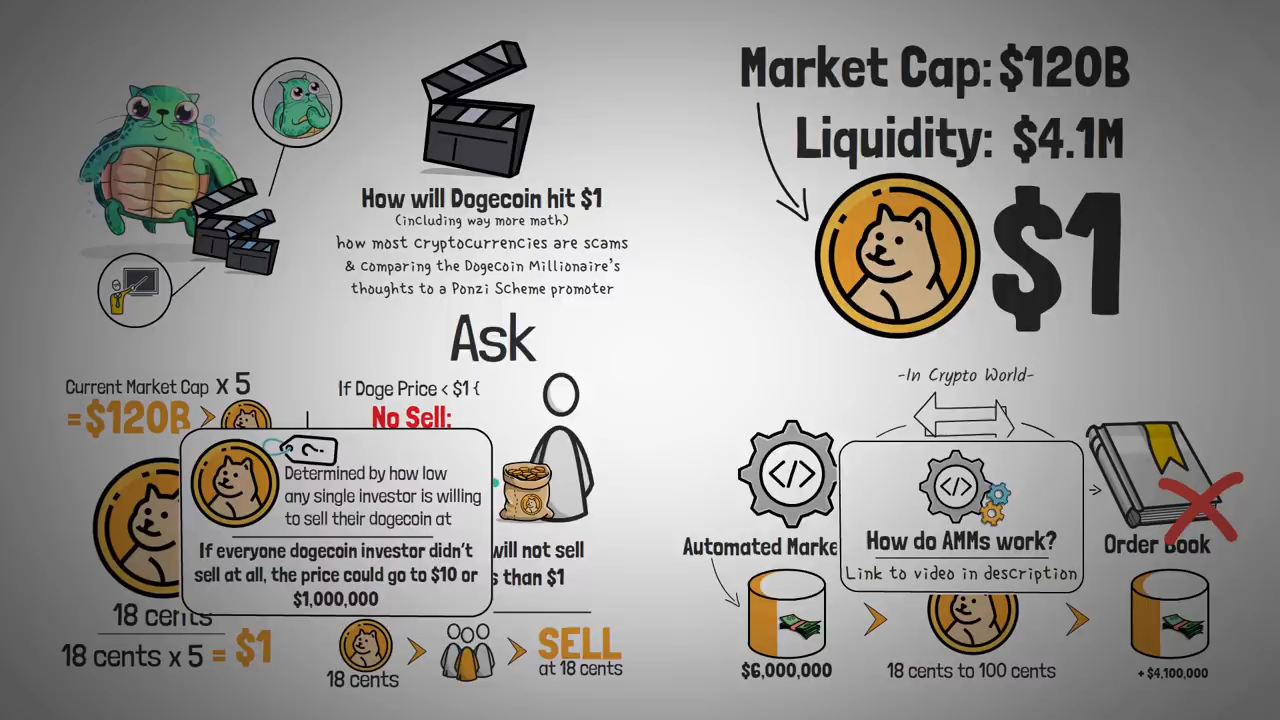 How will Dogecoin hit $1
(including way more math)
how most cryptocurrencies are scams
& comparing the Dogecoin Millionaire's
thoughts to a Ponzi Scheme promoter
Market Cap: $120B
Liquidity: $4.1M
$1
Ask
Current Market Cap x 5
= $120B
If Doge Price < $1 {
No Sell:
?
Determined by how low
any single investor is willing
to sell their dogecoin at
If everyone dogecoin investor didn't
sell at all, the price could go to $10 or
$1,000,000
will not sell
than $1
18 cents
18 cents x 5 = $1
18 cents
SELL
at 18 cents
-In Crypto World-
</>
Automated Marke
</>
How do AMMs work?
Link to video in description
Order Book
$6,000,000
18 cents to 100 cents
+ $4,100,000